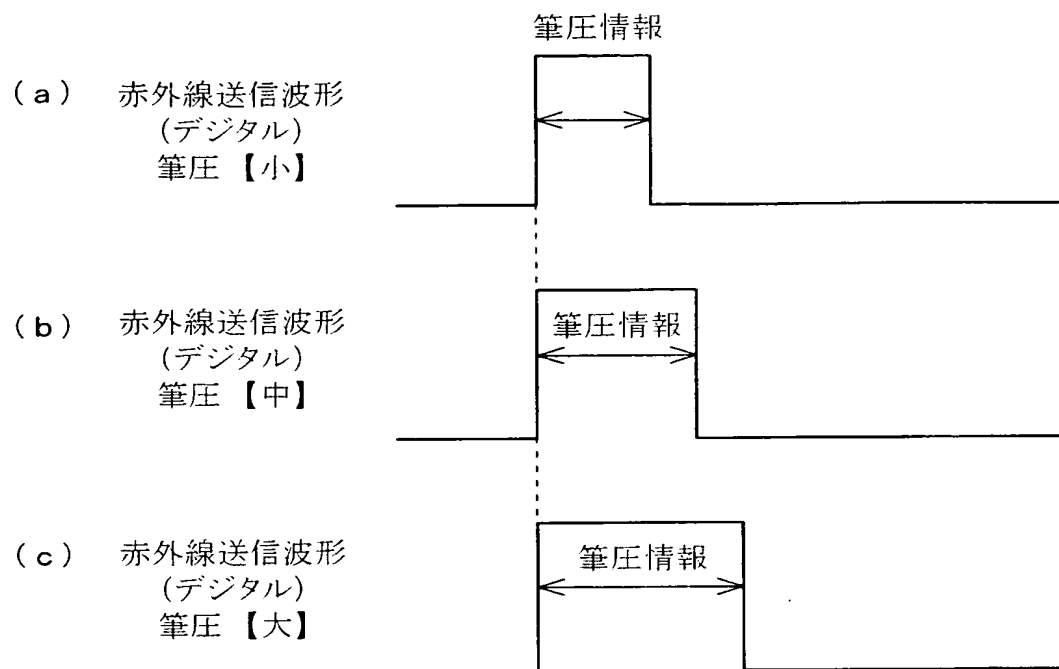 筆圧情報
(a) 赤外線送信波形
(デジタル)
筆圧 【小】
(b) 赤外線送信波形
(デジタル)
筆圧 【中】
筆圧情報
(c) 赤外線送信波形
(デジタル)
筆圧 【大】
筆圧情報